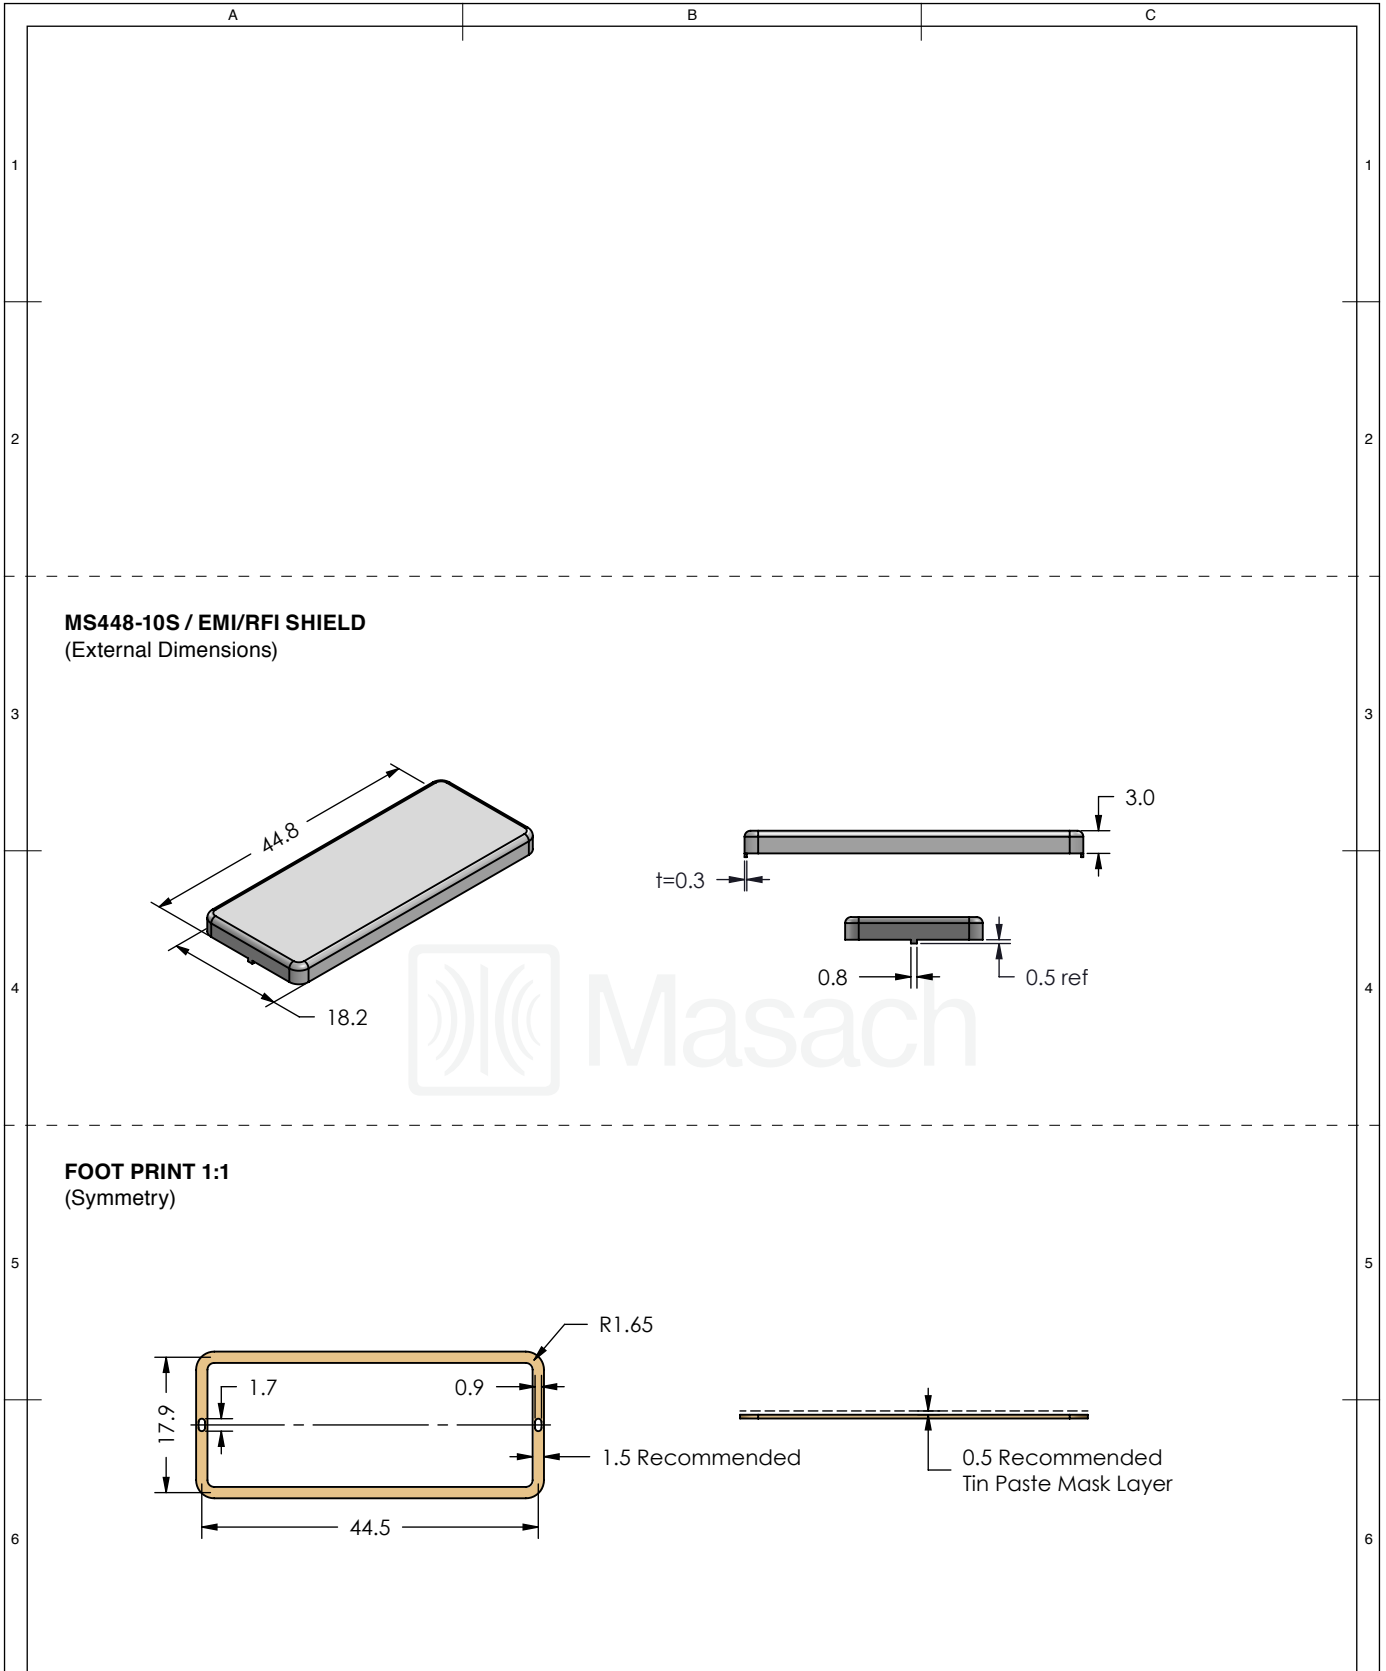 A B C
1 1
2 2
MS448-10S / EMI/RFI SHIELD
(External Dimensions)
3 3
44.8
3.0
t=0.3
18.2
0.8
0.5 ref
4 4
Masach
FOOT PRINT 1:1
(Symmetry)
5 5
R1.65
1.7
0.9
17.9
1.5 Recommended
0.5 Recommended
Tin Paste Mask Layer
44.5
6 6